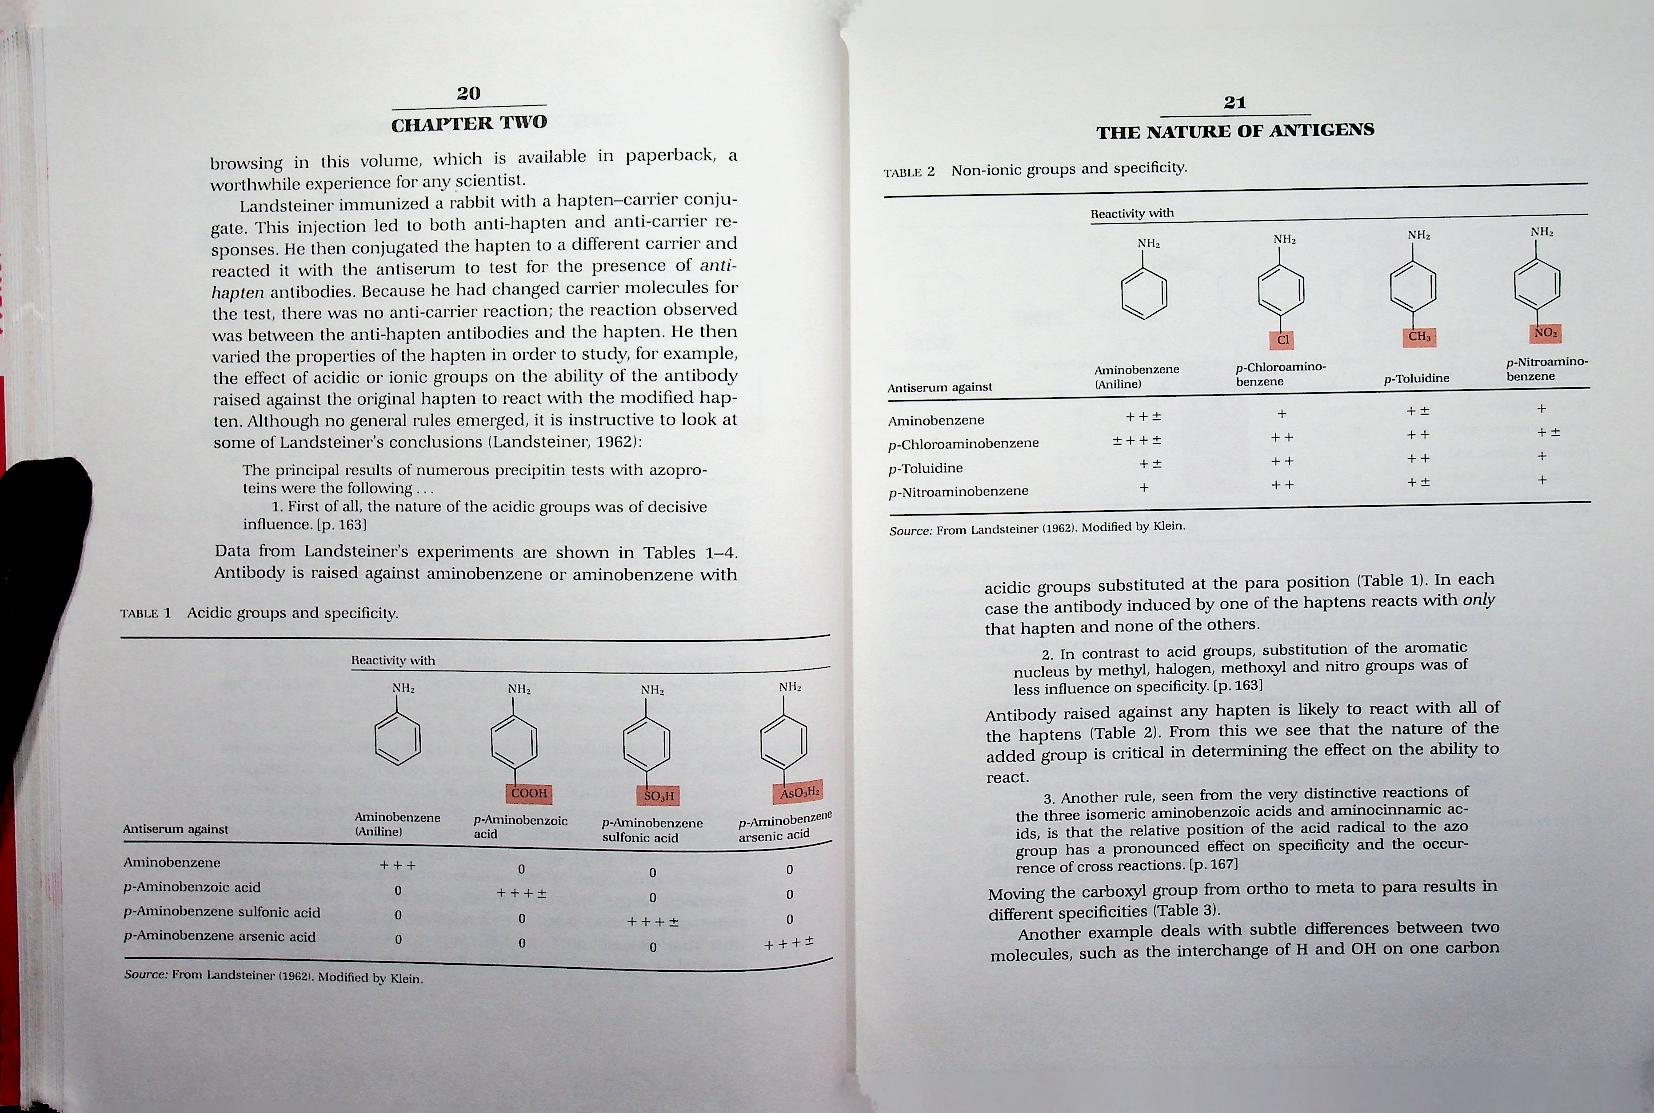 20
CHAPTER TWO
browsing in this volume, which is available in paperback, a
worthwhile experience for any scientist.
Landsteiner immunized a rabbit with a hapten–carrier conju-
gate. This injection led to both anti-hapten and anti-carrier re-
sponses. He then conjugated the hapten to a different carrier and
reacted it with the antiserum to test for the presence of anti-
hapten antibodies. Because he had changed carrier molecules for
the test, there was no anti-carrier reaction; the reaction observed
was between the anti-hapten antibodies and the hapten. He then
varied the properties of the hapten in order to study, for example,
the effect of acidic or ionic groups on the ability of the antibody
raised against the original hapten to react with the modified hap-
ten. Although no general rules emerged, it is instructive to look at
some of Landsteiner's conclusions (Landsteiner, 1962):
The principal results of numerous precipitin tests with azopro-
teins were the following . . .
1. First of all, the nature of the acidic groups was of decisive
influence. [p. 163]
Data from Landsteiner's experiments are shown in Tables 1–4.
Antibody is raised against aminobenzene or aminobenzene with
TABLE 1 Acidic groups and specificity.
Reactivity with
NH₂ NH₂ NH₂ NH₂
COOH SO₃H AsO₃H₂
Antiserum against Aminobenzene (Aniline) p-Aminobenzoic acid p-Aminobenzene sulfonic acid p-Aminobenzene arsenic acid
Aminobenzene +++ 0 0 0
p-Aminobenzoic acid 0 +++± 0 0
p-Aminobenzene sulfonic acid 0 0 +++± 0
p-Aminobenzene arsenic acid 0 0 0 +++±
Source: From Landsteiner (1962). Modified by Klein.
21
THE NATURE OF ANTIGENS
TABLE 2 Non-ionic groups and specificity.
Reactivity with
NH₂ NH₂ NH₂ NH₂
Cl CH₃ NO₂
Antiserum against Aminobenzene (Aniline) p-Chloroamino- benzene p-Toluidine p-Nitroamino- benzene
Aminobenzene ++± + +± +
p-Chloroaminobenzene ±++± ++ ++ +±
p-Toluidine +± ++ ++ +
p-Nitroaminobenzene + ++ +± +
Source: From Landsteiner (1962). Modified by Klein.
acidic groups substituted at the para position (Table 1). In each
case the antibody induced by one of the haptens reacts with only
that hapten and none of the others.
2. In contrast to acid groups, substitution of the aromatic
nucleus by methyl, halogen, methoxyl and nitro groups was of
less influence on specificity. [p. 163]
Antibody raised against any hapten is likely to react with all of
the haptens (Table 2). From this we see that the nature of the
added group is critical in determining the effect on the ability to
react.
3. Another rule, seen from the very distinctive reactions of
the three isomeric aminobenzoic acids and aminocinnamic ac-
ids, is that the relative position of the acid radical to the azo
group has a pronounced effect on specificity and the occur-
rence of cross reactions. [p. 167]
Moving the carboxyl group from ortho to meta to para results in
different specificities (Table 3).
Another example deals with subtle differences between two
molecules, such as the interchange of H and OH on one carbon